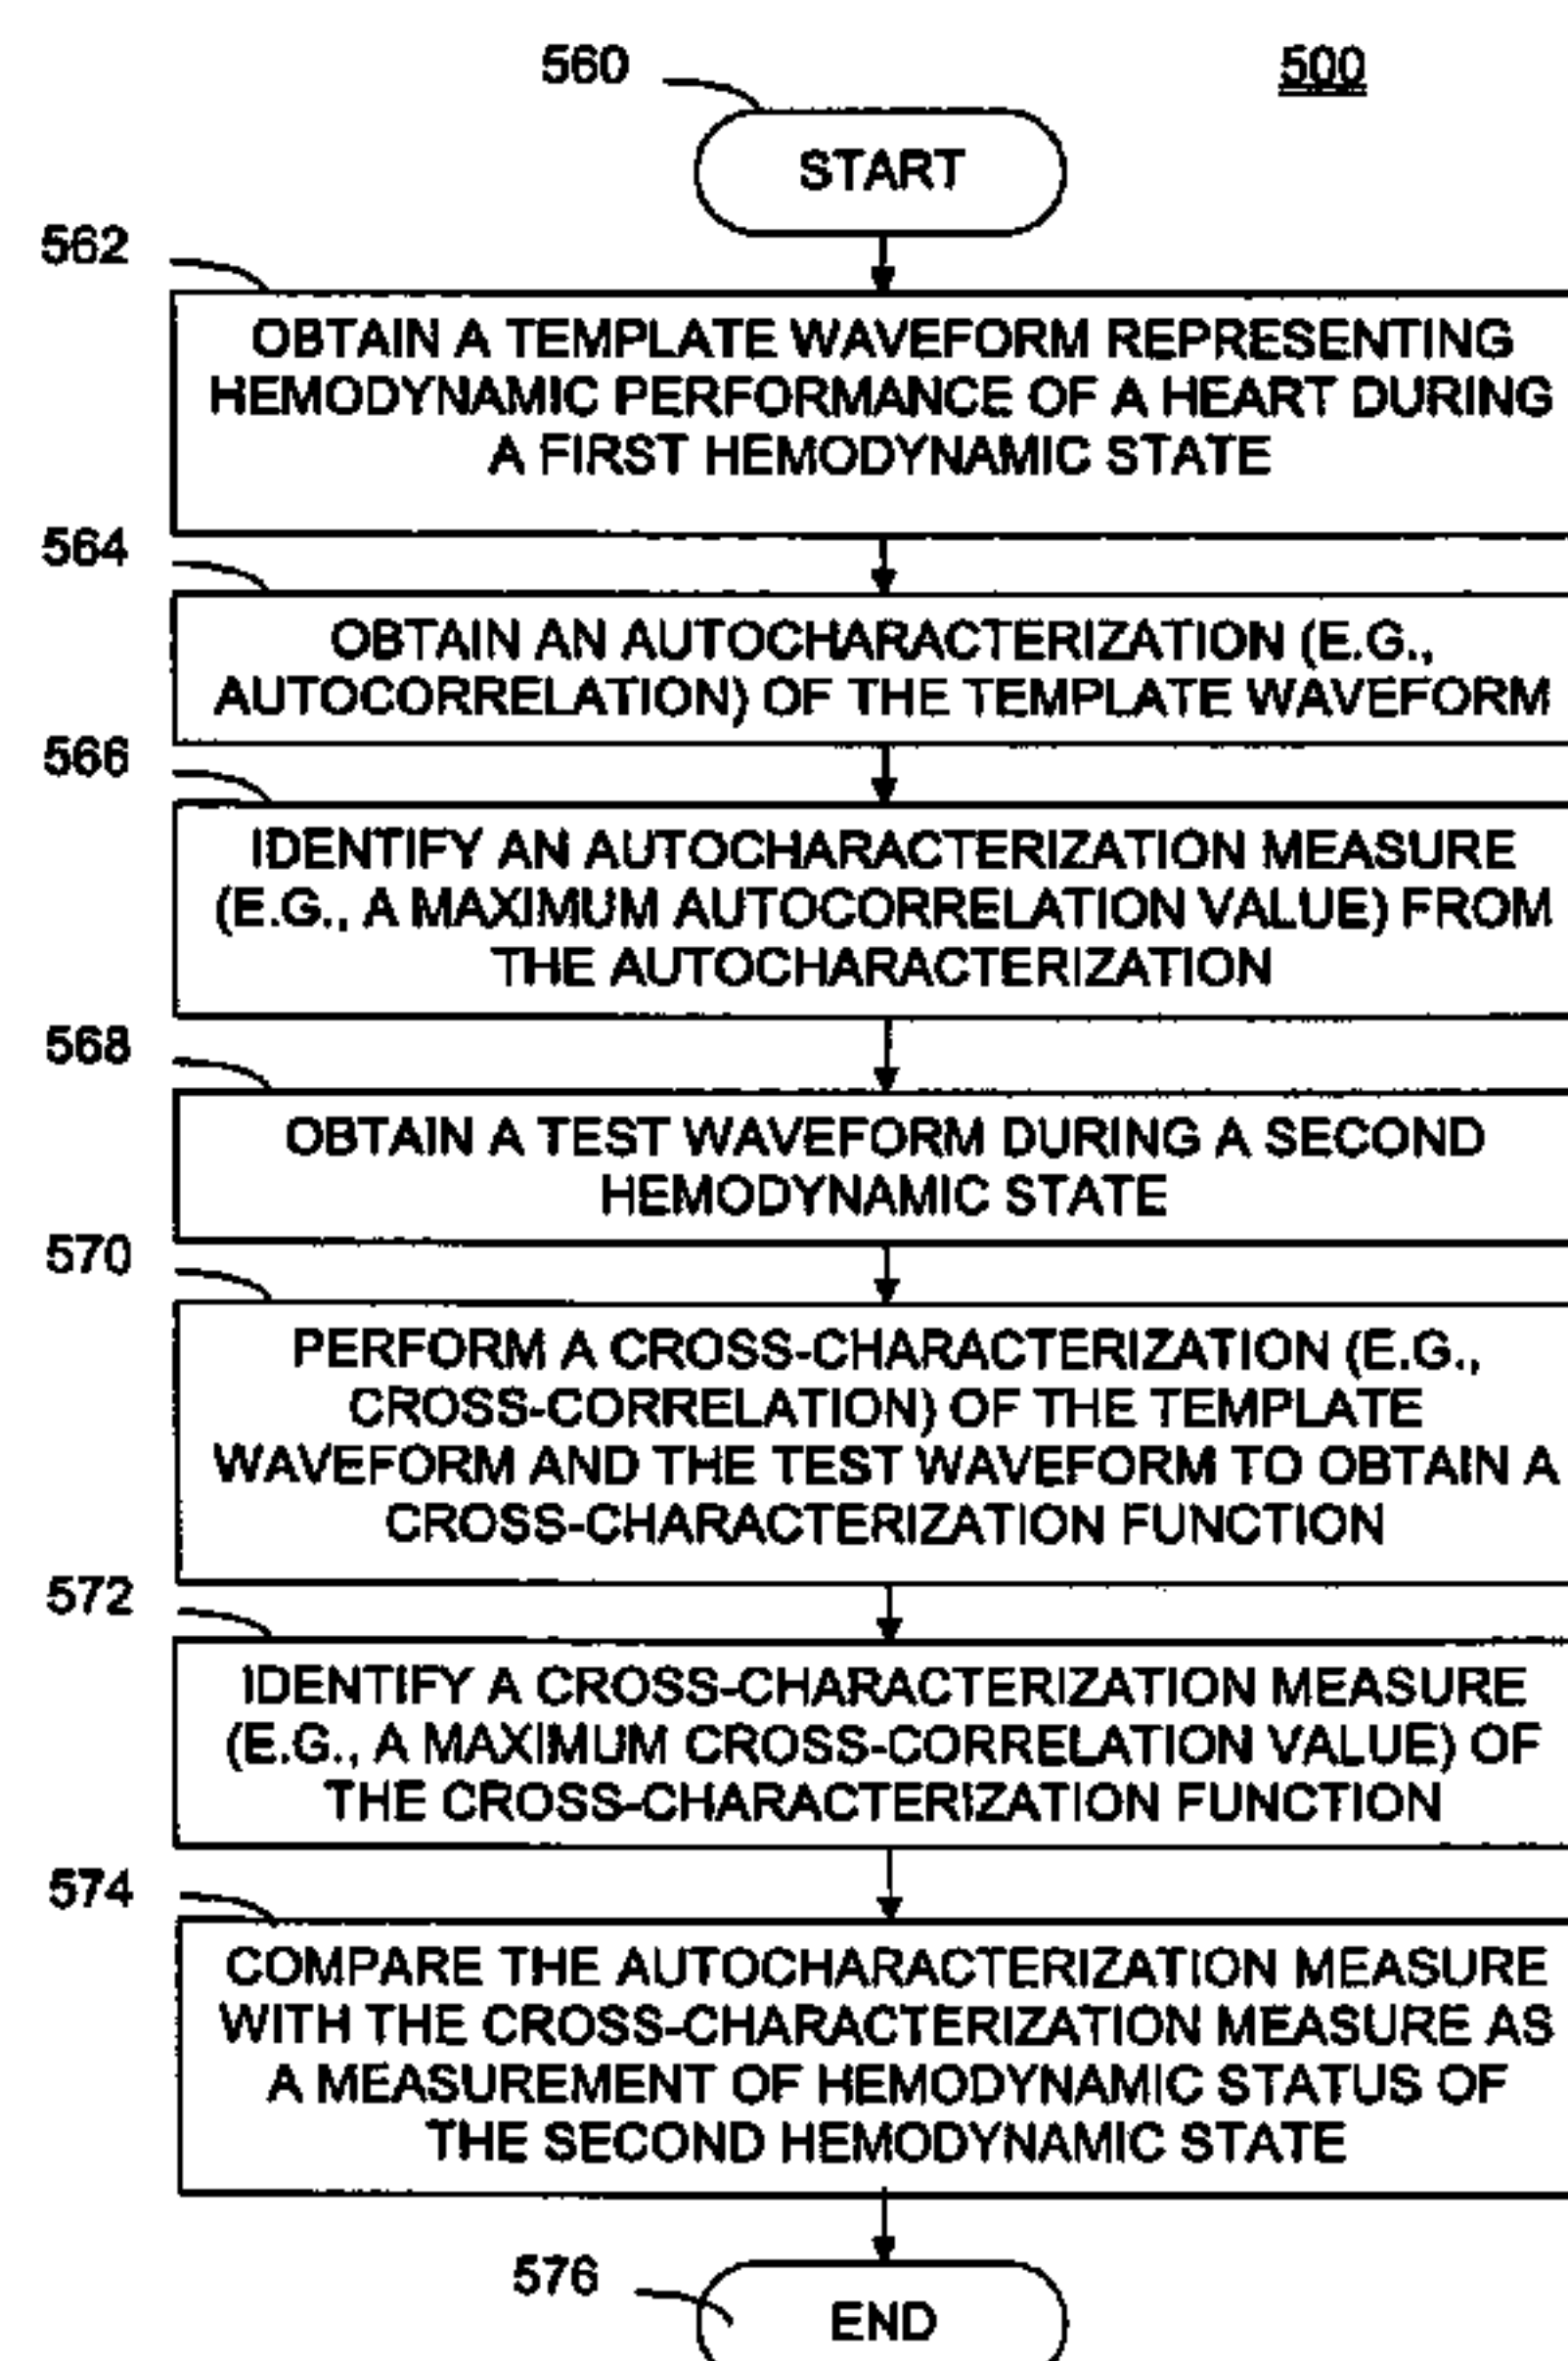 560
500
START
562
OBTAIN A TEMPLATE WAVEFORM REPRESENTING
HEMODYNAMIC PERFORMANCE OF A HEART DURING
A FIRST HEMODYNAMIC STATE
564
OBTAIN AN AUTOCHARACTERIZATION (E.G.,
AUTOCORRELATION) OF THE TEMPLATE WAVEFORM
566
IDENTIFY AN AUTOCHARACTERIZATION MEASURE
(E.G., A MAXIMUM AUTOCORRELATION VALUE) FROM
THE AUTOCHARACTERIZATION
568
OBTAIN A TEST WAVEFORM DURING A SECOND
HEMODYNAMIC STATE
570
PERFORM A CROSS-CHARACTERIZATION (E.G.,
CROSS-CORRELATION) OF THE TEMPLATE
WAVEFORM AND THE TEST WAVEFORM TO OBTAIN A
CROSS-CHARACTERIZATION FUNCTION
572
IDENTIFY A CROSS-CHARACTERIZATION MEASURE
(E.G., A MAXIMUM CROSS-CORRELATION VALUE) OF
THE CROSS-CHARACTERIZATION FUNCTION
574
COMPARE THE AUTOCHARACTERIZATION MEASURE
WITH THE CROSS-CHARACTERIZATION MEASURE AS
A MEASUREMENT OF HEMODYNAMIC STATUS OF
THE SECOND HEMODYNAMIC STATE
576
END